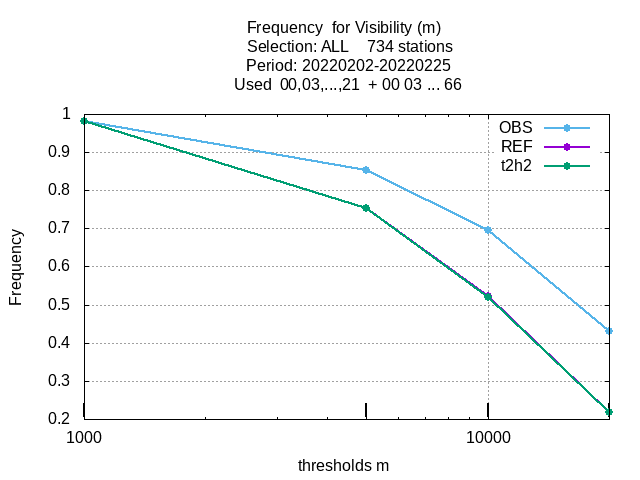 Frequency  for Visibility (m)
Selection: ALL    734 stations
Period: 20220202-20220225
Used  00,03,...,21  + 00 03 ... 66
1
0.9
0.8
0.7
0.6
0.5
0.4
0.3
0.2
Frequency
OBS
REF
t2h2
1000
10000
thresholds m